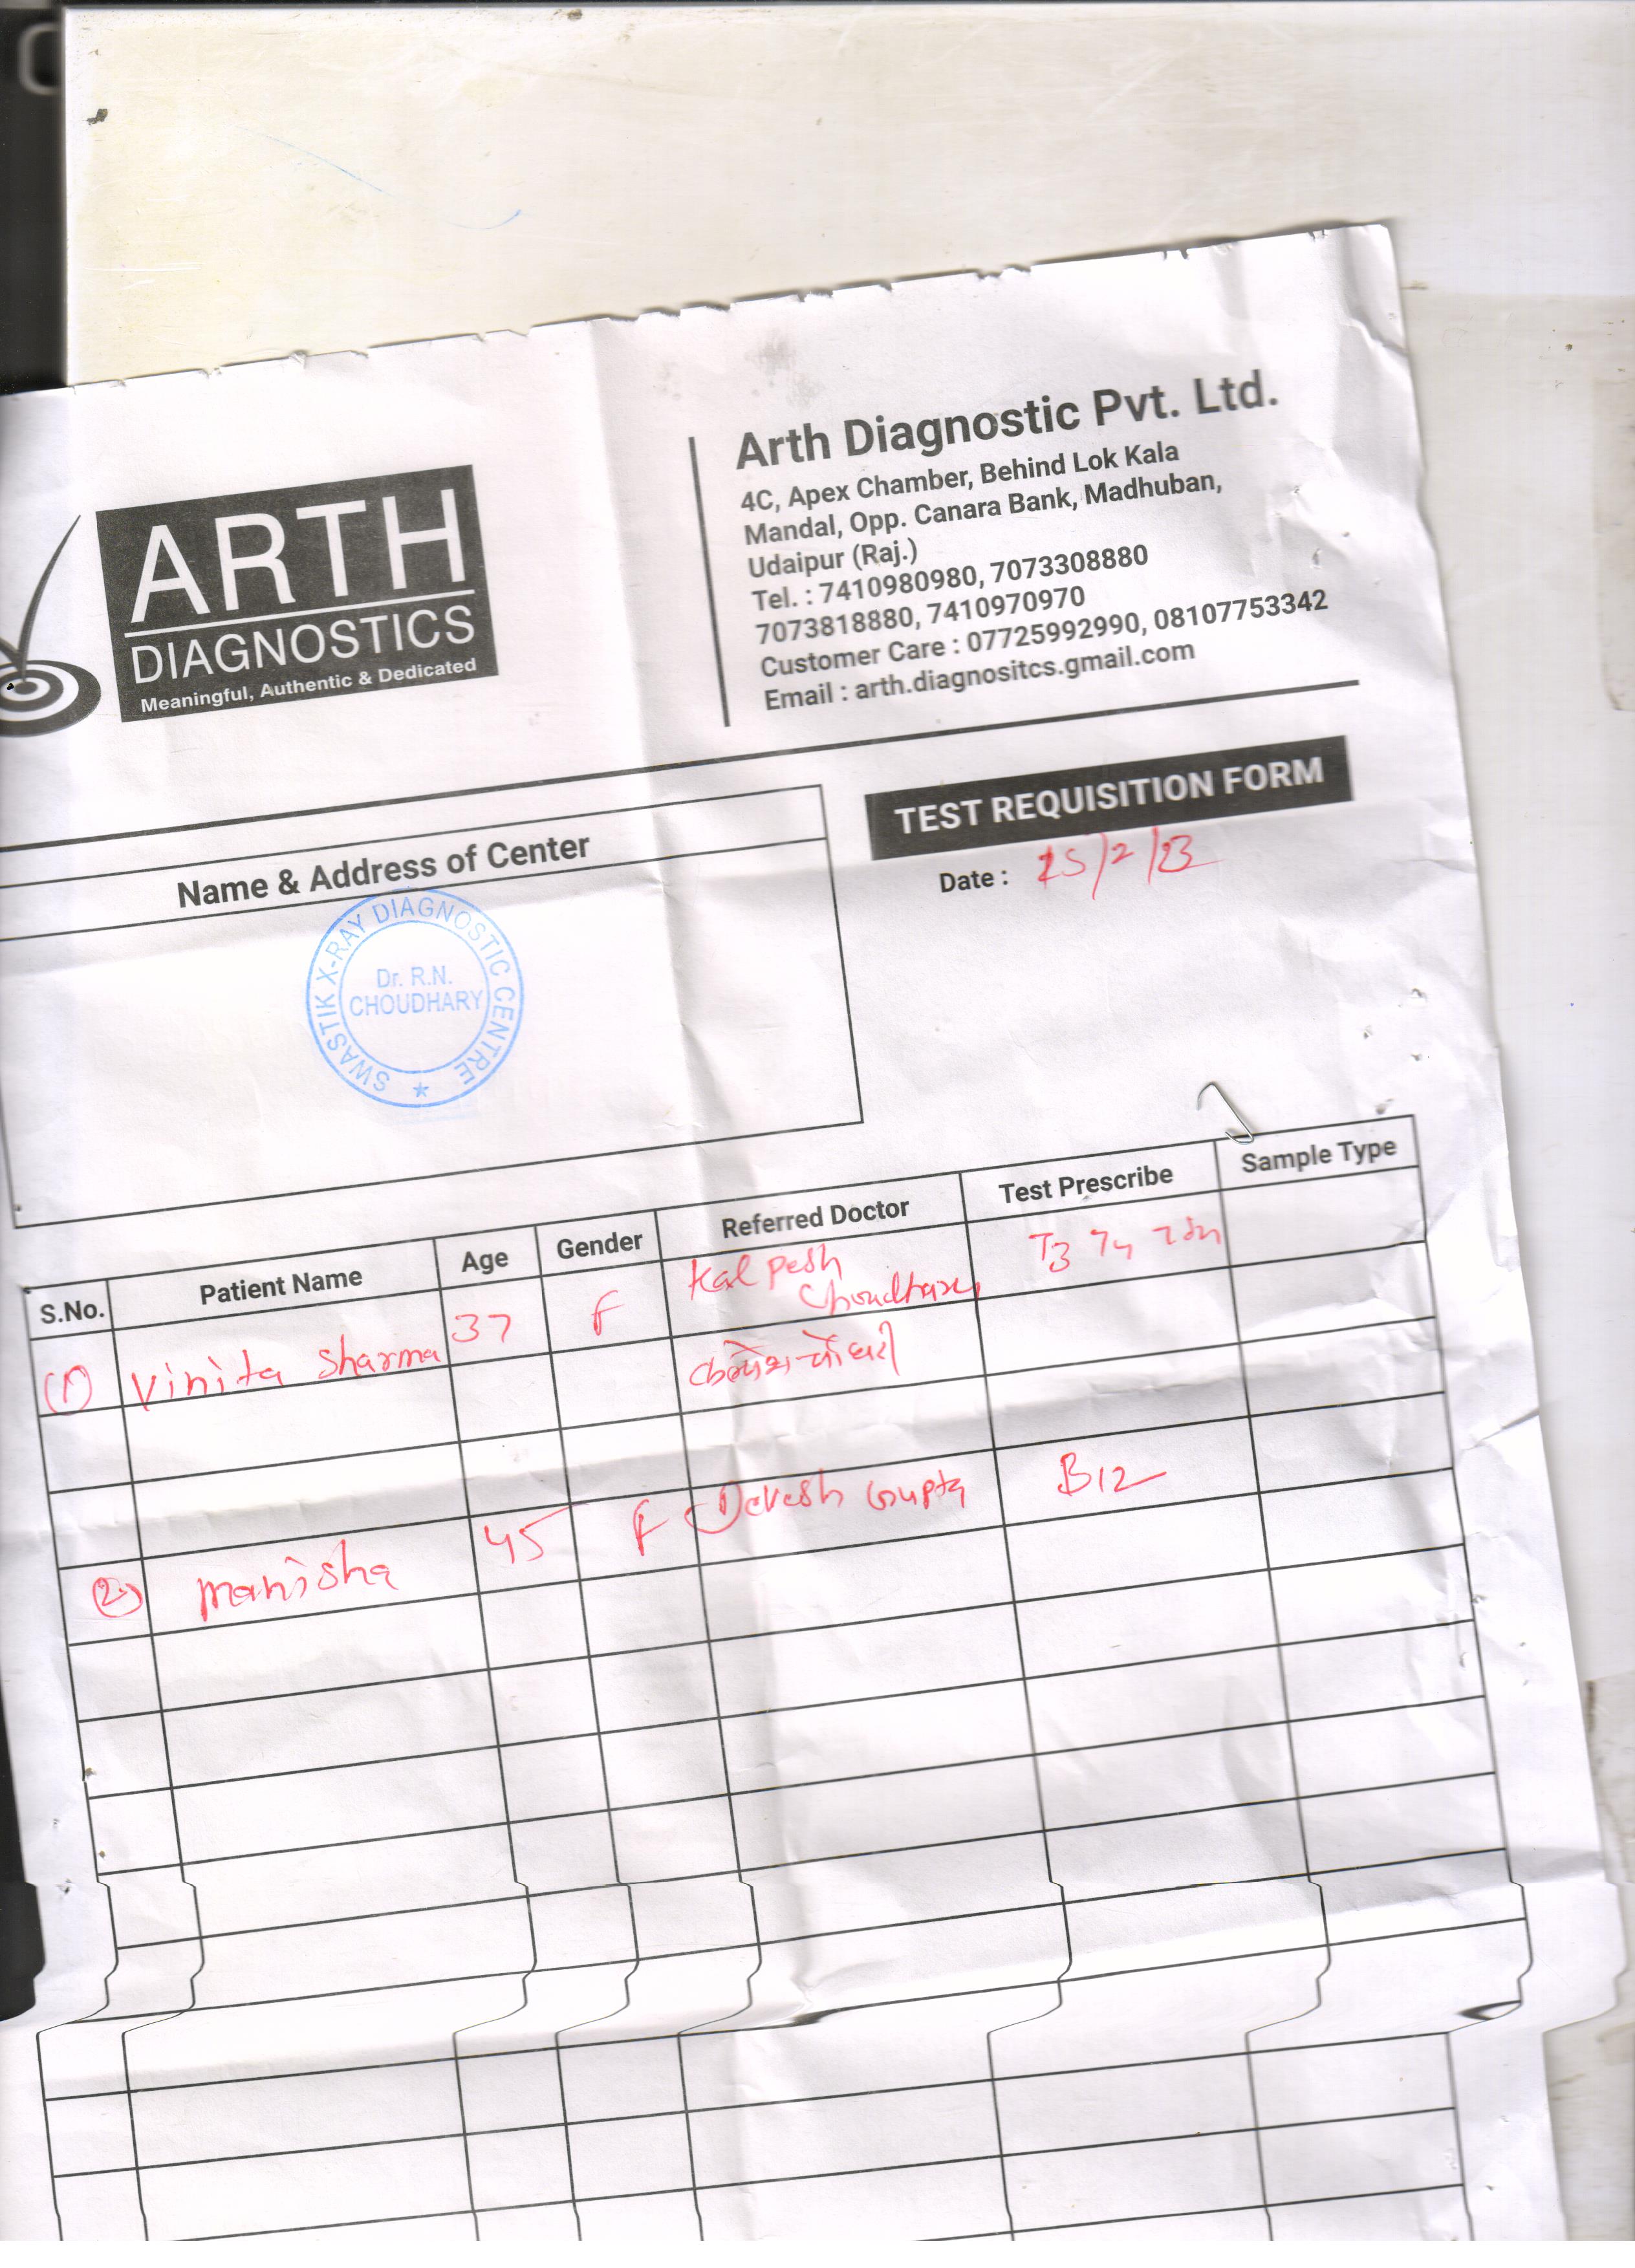 ARTH
DIAGNOSTICS
Meaningful, Authentic & Dedicated
Arth Diagnostic Pvt. Ltd.
4C, Apex Chamber, Behind Lok Kala
Mandal, Opp. Canara Bank, Madhuban,
Udaipur (Raj.)
Tel. : 7410980980, 7073308880
7073818880, 7410970970
Customer Care : 07725992990, 08107753342
Email : arth.diagnositcs.gmail.com
TEST REQUISITION FORM
Date : 25/2/23
Name & Address of Center
SWASTIK X-RAY DIAGNOSTIC CENTRE
Dr. R.N.
CHOUDHARY
S.No. Patient Name Age Gender Referred Doctor Test Prescribe Sample Type
(1) Vinita Sharma 37 F Kalpesh Choudhary T3 T4 TSH
चौधरी
(2) manisha 45 F Devesh Gupta B12